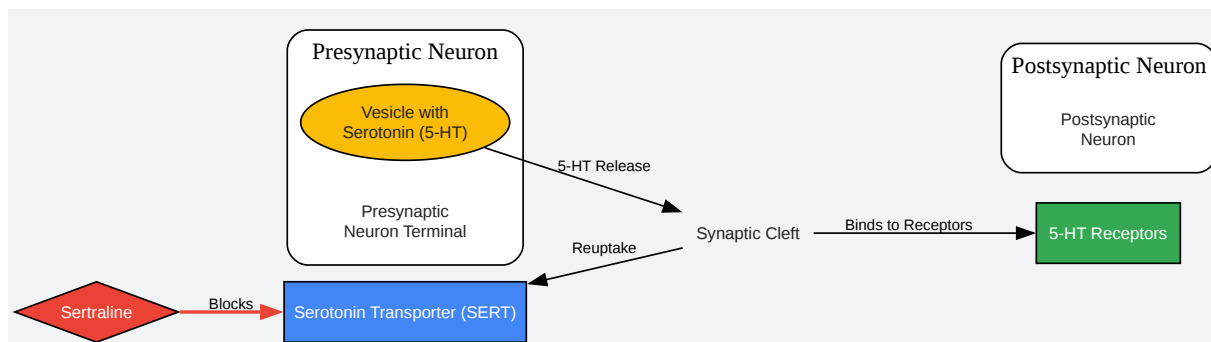 Presynaptic Neuron
Vesicle with
Serotonin (5-HT)
Presynaptic
Neuron Terminal
5-HT Release
Synaptic Cleft
Reuptake
Binds to Receptors
Postsynaptic Neuron
Postsynaptic
Neuron
5-HT Receptors
Sertraline
Blocks
Serotonin Transporter (SERT)